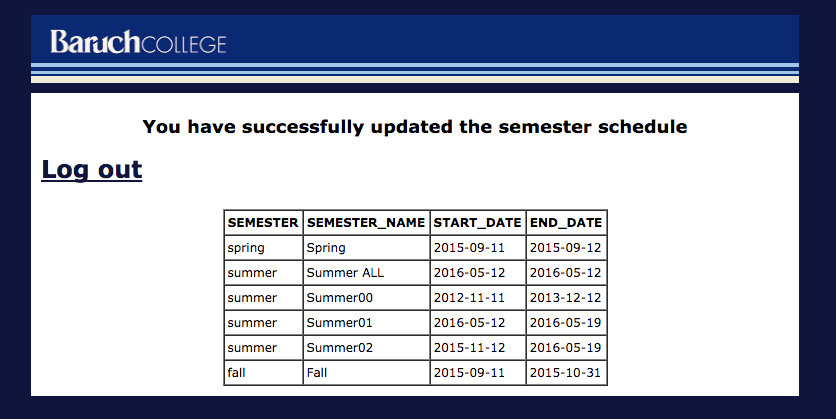 BaruchCOLLEGE
You have successfully updated the semester schedule
Log out
SEMESTER SEMESTER_NAME START_DATE END_DATE
spring Spring 2015-09-11 2015-09-12
summer Summer ALL 2016-05-12 2016-05-12
summer Summer00 2012-11-11 2013-12-12
summer Summer01 2016-05-12 2016-05-19
summer Summer02 2015-11-12 2016-05-19
fall Fall 2015-09-11 2015-10-31